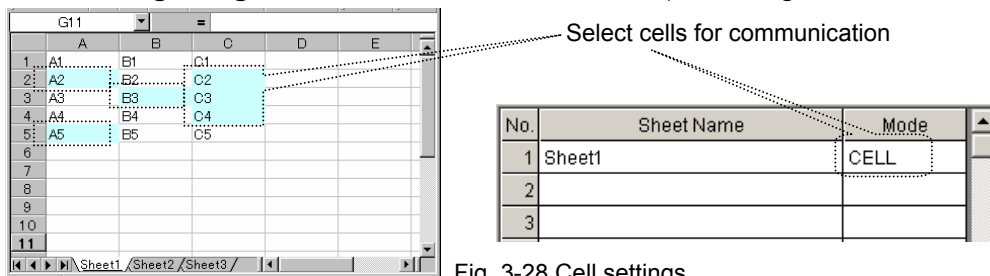 G11 =
Select cells for communication
A B C D E
1 A1 B1 C1
2 A2 B2 C2
3 A3 B3 C3
4 A4 B4 C4
5 A5 B5 C5
6
7
8
9
10
11
Sheet1 Sheet2 Sheet3
No. Sheet Name Mode
1 Sheet1 CELL
2
3
Fig. 3-28 Cell settings